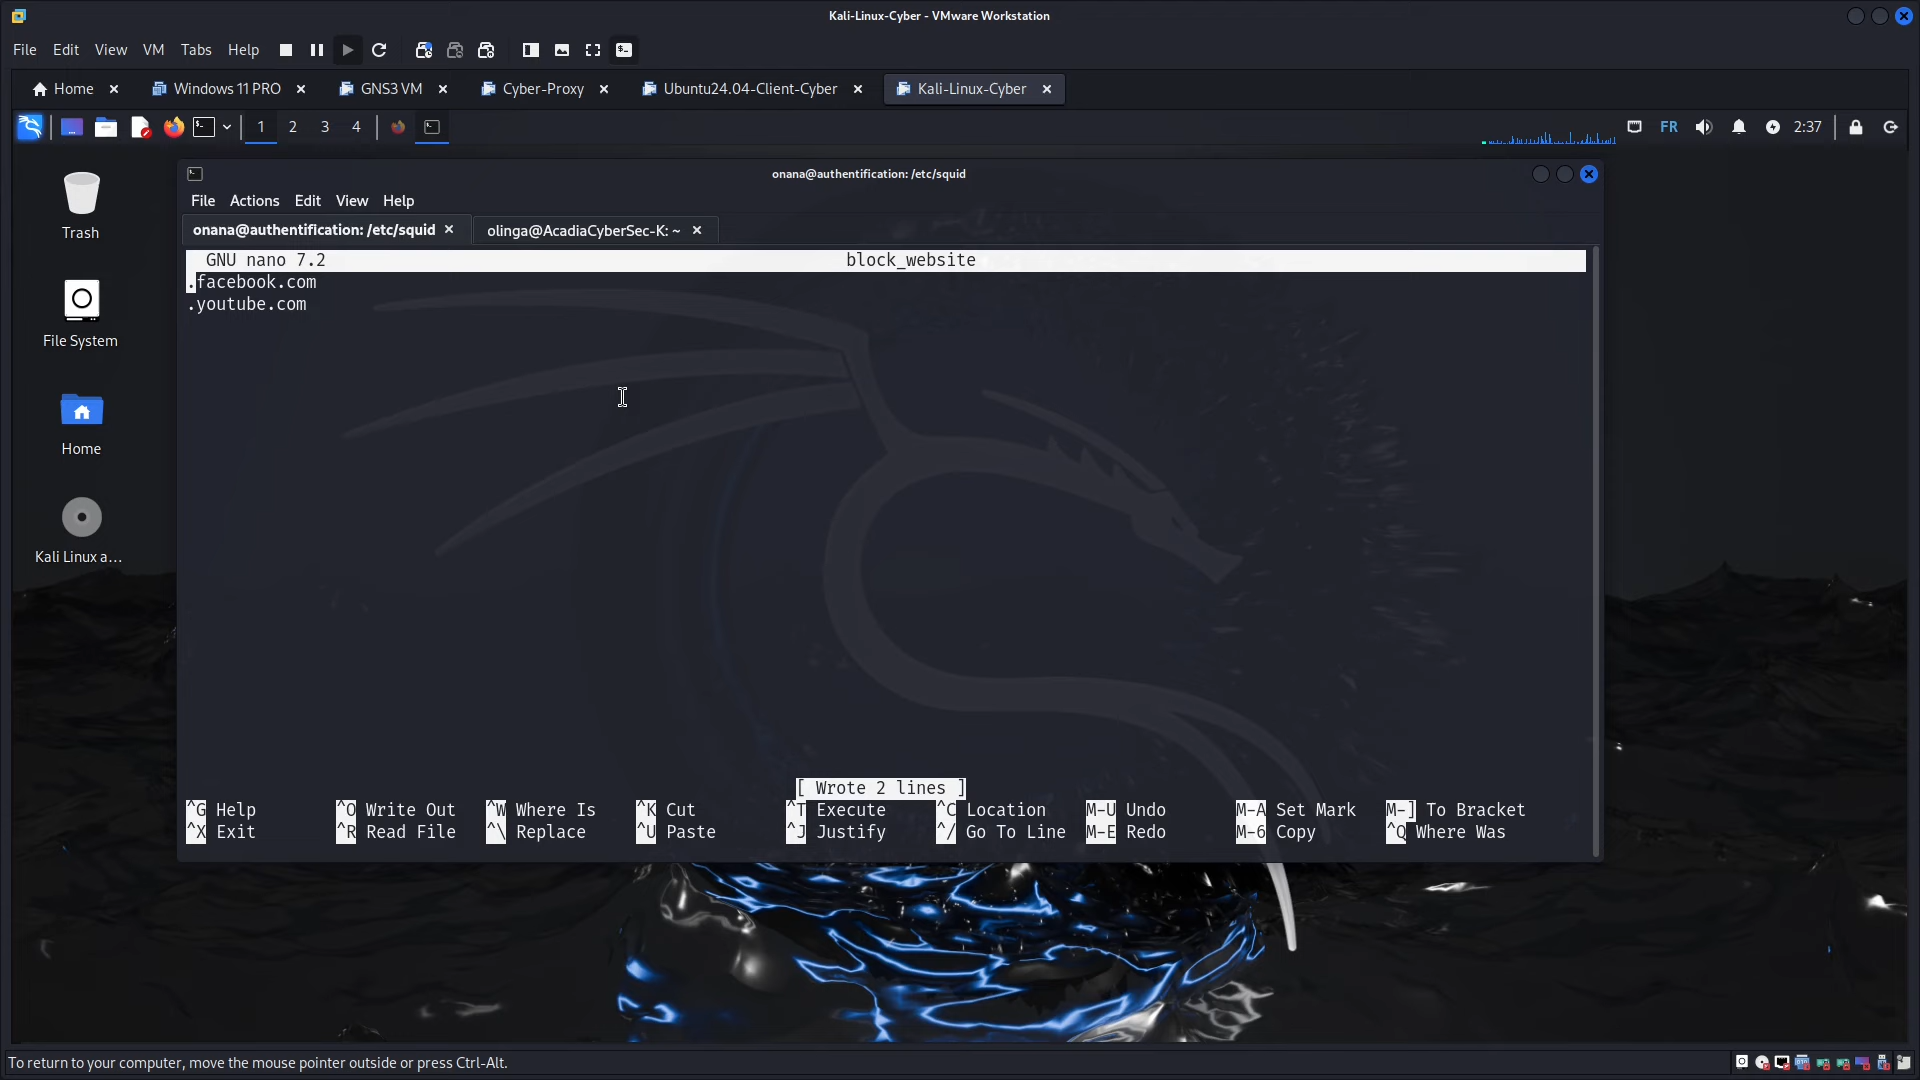 Kali-Linux-Cyber - VMware Workstation
File Edit View VM Tabs Help
Home Windows 11 PRO GNS3 VM Cyber-Proxy Ubuntu24.04-Client-Cyber Kali-Linux-Cyber
1 2 3 4 FR 2:37
onana@authentification: /etc/squid
File Actions Edit View Help
onana@authentification: /etc/squid olinga@AcadiaCyberSec-K: ~
GNU nano 7.2 block_website
.facebook.com
.youtube.com
Trash
File System
Home
Kali Linux a...
[ Wrote 2 lines ]
^G Help ^O Write Out ^W Where Is ^K Cut ^T Execute ^C Location M-U Undo M-A Set Mark M-] To Bracket
^X Exit ^R Read File ^\ Replace ^U Paste ^J Justify ^/ Go To Line M-E Redo M-6 Copy ^Q Where Was
To return to your computer, move the mouse pointer outside or press Ctrl-Alt.